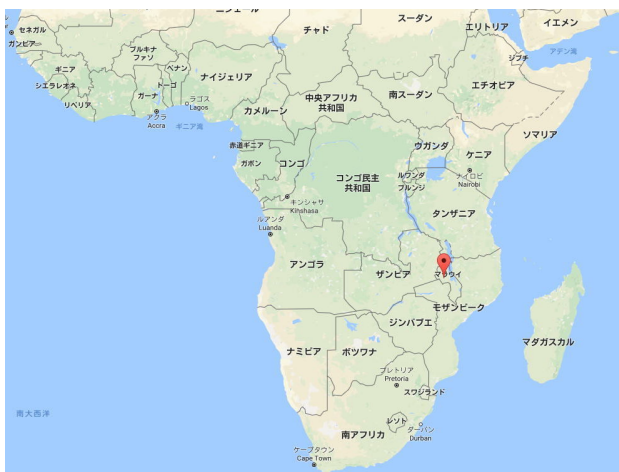 ニジェール
スーダン
エリトリア
イエメン
セネガル
チャド
ガンビア
アデン湾
ブルキナ
ファソ
ジブチ
ベナン
ギニア
ナイジェリア
シエラレオネ
トーゴ
エチオピア
ガーナ
中央アフリカ
共和国
南スーダン
リベリア
ラゴス
Lagos
カメルーン
アクラ
Accra
ギニア湾
ソマリア
赤道ギニア
ウガンダ
ケニア
ガボン
コンゴ
コンゴ民主
共和国
ルワンダ
ナイロビ
Nairobi
ブルンジ
キンシャサ
Kinshasa
タンザニア
ルアンダ
Luanda
アンゴラ
ザンビア
マラウイ
モザンビーク
ジンバブエ
マダガスカル
ナミビア
ボツワナ
プレトリア
Pretoria
スワジランド
南大西洋
レソト
南アフリカ
ダーバン
Durban
ケープタウン
Cape Town